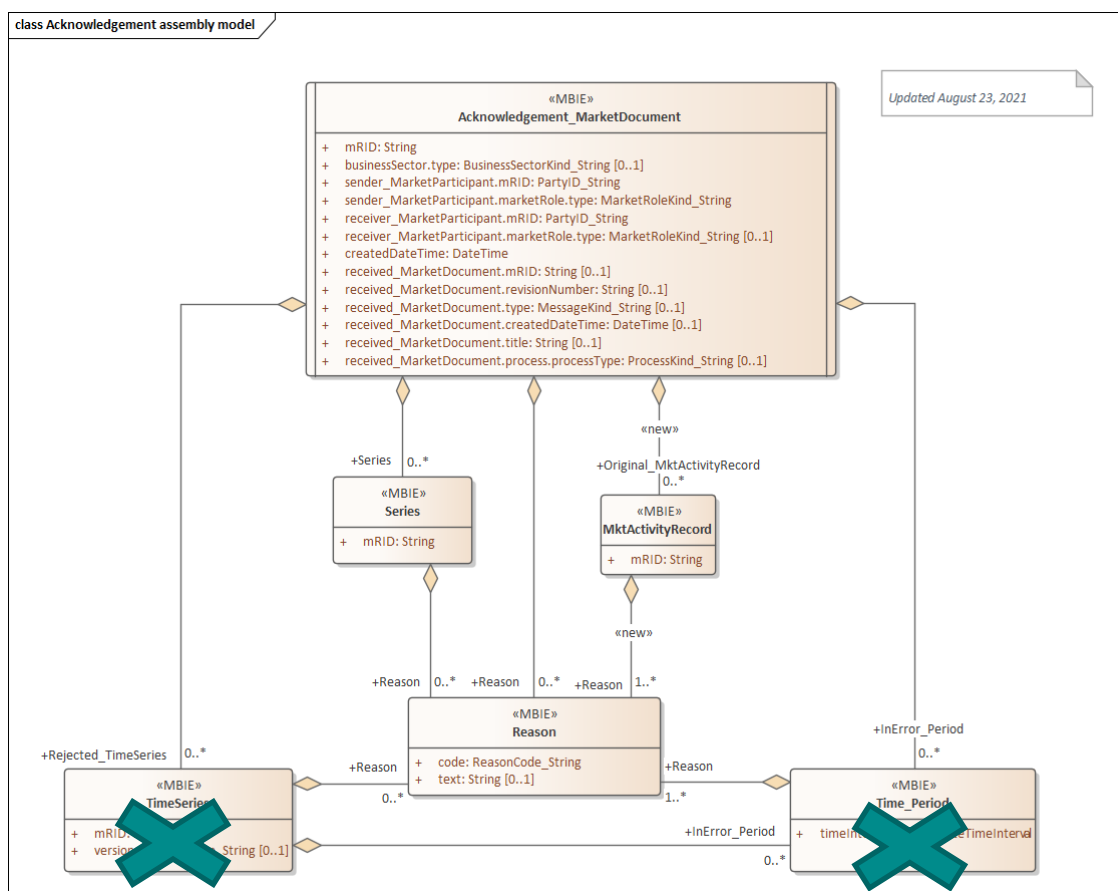 class Acknowledgement assembly model
Updated August 23, 2021
«MBIE»
Acknowledgement_MarketDocument
+ mRID: String
+ businessSector.type: BusinessSectorKind_String [0..1]
+ sender_MarketParticipant.mRID: PartyID_String
+ sender_MarketParticipant.marketRole.type: MarketRoleKind_String
+ receiver_MarketParticipant.mRID: PartyID_String
+ receiver_MarketParticipant.marketRole.type: MarketRoleKind_String [0..1]
+ createdDateTime: DateTime
+ received_MarketDocument.mRID: String [0..1]
+ received_MarketDocument.revisionNumber: String [0..1]
+ received_MarketDocument.type: MessageKind_String [0..1]
+ received_MarketDocument.createdDateTime: DateTime [0..1]
+ received_MarketDocument.title: String [0..1]
+ received_MarketDocument.process.processType: ProcessKind_String [0..1]
«new»
+Series 0..*
+Original_MktActivityRecord
0..*
«MBIE»
Series
+ mRID: String
«MBIE»
MktActivityRecord
+ mRID: String
«new»
+Reason 0..*
+Reason 0..*
+Reason 1..*
«MBIE»
Reason
+ code: ReasonCode_String
+ text: String [0..1]
+Rejected_TimeSeries 0..*
+InError_Period
0..*
+Reason
0..*
+Reason
1..*
«MBIE»
TimeSeries
+ mRID:
+ version String [0..1]
+InError_Period
0..*
«MBIE»
Time_Period
+